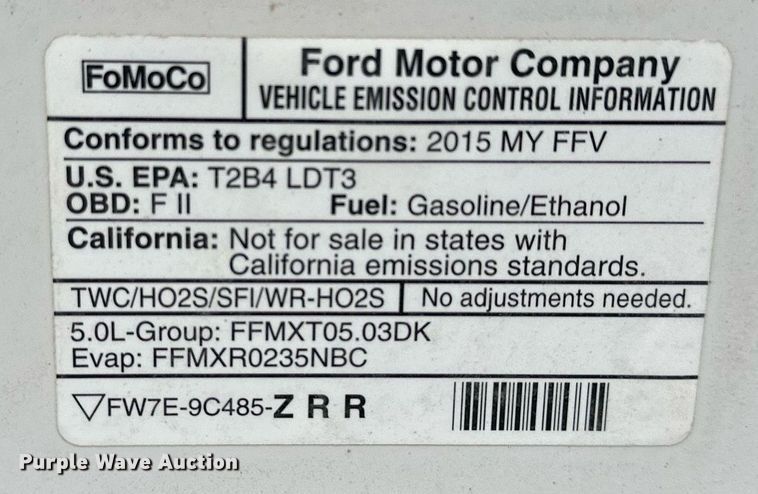 FoMoCo
Ford Motor Company
VEHICLE EMISSION CONTROL INFORMATION
Conforms to regulations: 2015 MY FFV
U.S. EPA: T2B4 LDT3
OBD: F II Fuel: Gasoline/Ethanol
California: Not for sale in states with
California emissions standards.
TWC/HO2S/SFI/WR-HO2S No adjustments needed.
5.0L-Group: FFMXT05.03DK
Evap: FFMXR0235NBC
▽FW7E-9C485-Z R R
Purple Wave Auction